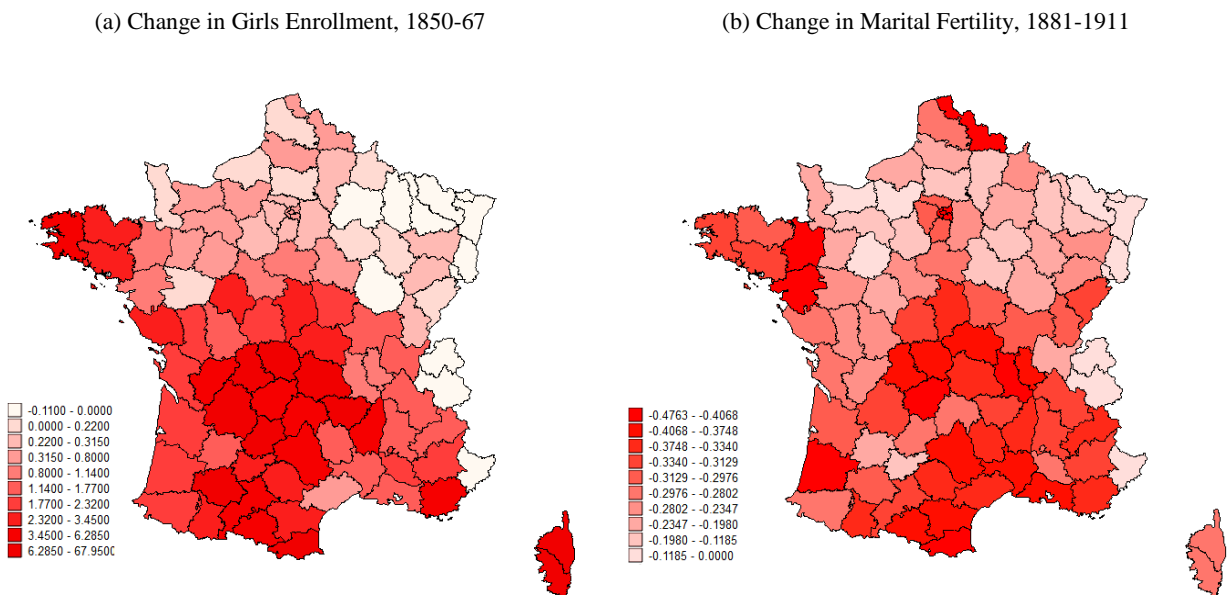 (a) Change in Girls Enrollment, 1850-67
(b) Change in Marital Fertility, 1881-1911
-0.1100 - 0.0000
0.0000 - 0.2200
0.2200 - 0.3150
0.3150 - 0.8000
0.8000 - 1.1400
1.1400 - 1.7700
1.7700 - 2.3200
2.3200 - 3.4500
3.4500 - 6.2850
6.2850 - 67.950
-0.4763 - -0.4068
-0.4068 - -0.3748
-0.3748 - -0.3340
-0.3340 - -0.3129
-0.3129 - -0.2976
-0.2976 - -0.2802
-0.2802 - -0.2347
-0.2347 - -0.1980
-0.1980 - -0.1185
-0.1185 - 0.0000